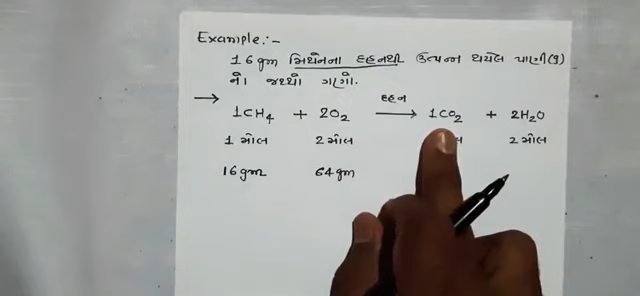 Example:-
16 gm મિથેનના દહનથી ઉત્પન્ન થયેલ પાણી(g)
નો જથ્થો ગણો.
→ 1CH₄ + 2O₂ દહન → 1CO₂ + 2H₂O
1 મોલ 2 મોલ લ 2 મોલ
16 gm 64 gm